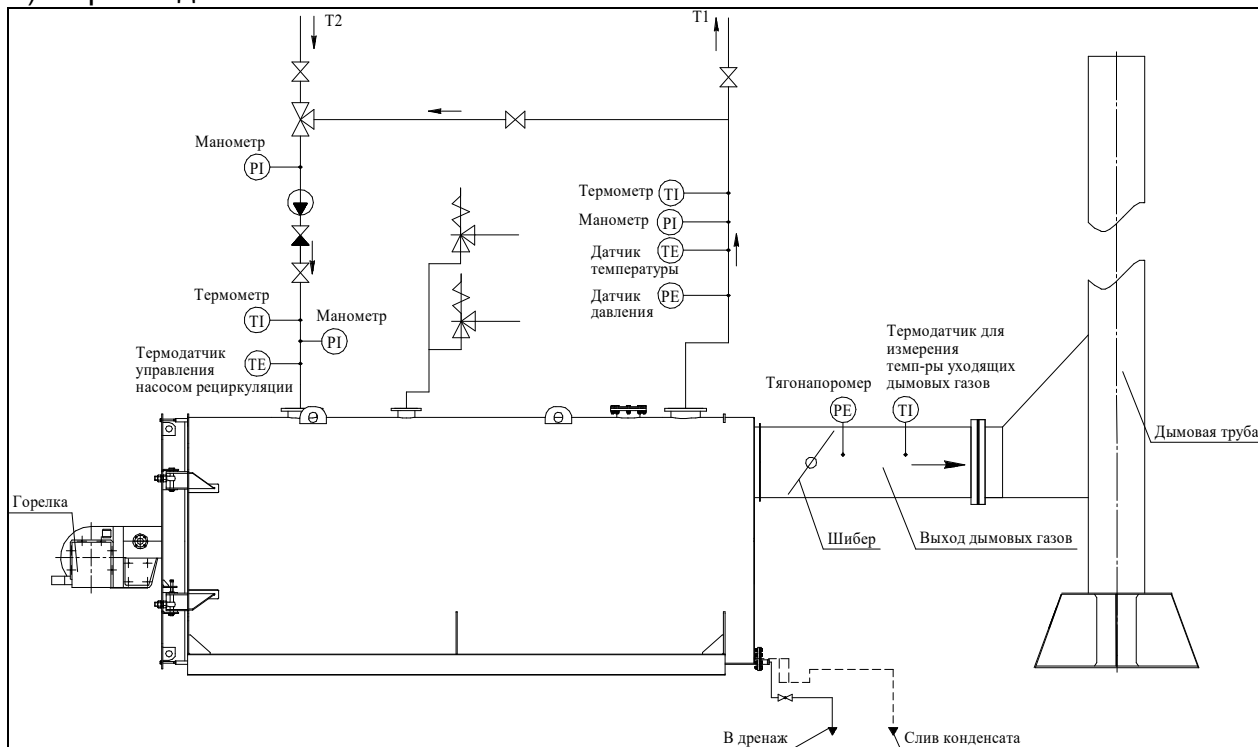 Т2
Т1
Манометр
PI
Термометр
TI
Манометр
PI
Датчик
температуры
TE
Датчик
давления
PE
Термометр
TI
Манометр
PI
Термодатчик
управления
насосом рециркуляции
TE
Термодатчик для
измерения
темп-ры уходящих
дымовых газов
TI
Тягонапоромер
PE
Дымовая труба
Горелка
Шибер
Выход дымовых газов
В дренаж
Слив конденсата